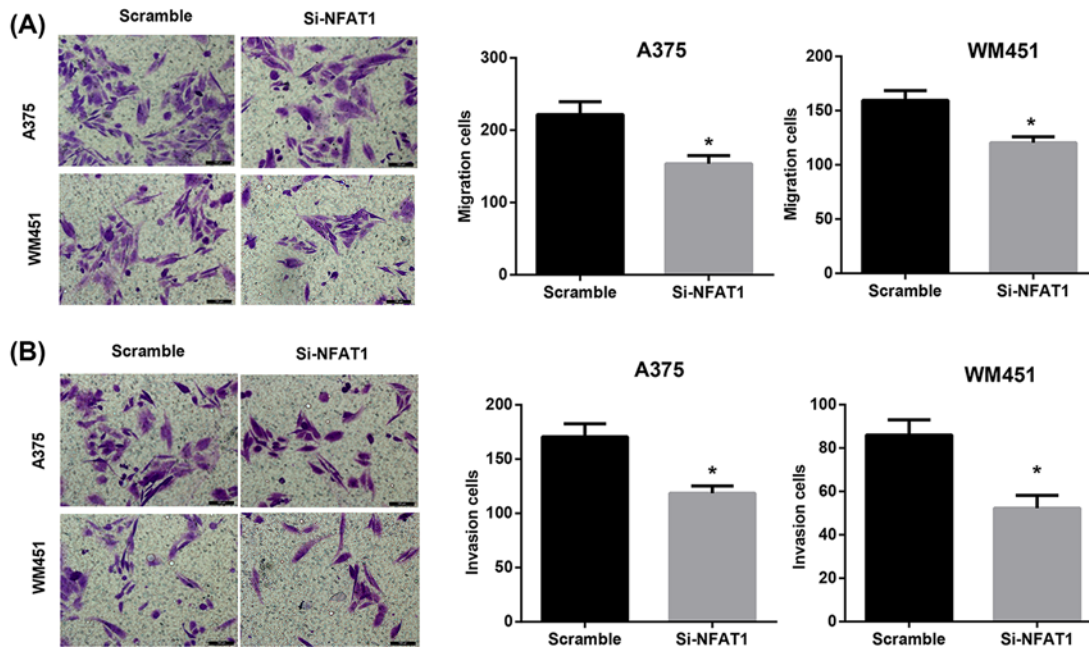 (A)
Scramble
Si-NFAT1
A375
WM451
A375
Migration cells
300
200
100
0
Scramble
Si-NFAT1
*
WM451
Migration cells
200
150
100
50
0
Scramble
Si-NFAT1
*
(B)
Scramble
Si-NFAT1
A375
WM451
A375
Invasion cells
200
150
100
50
0
Scramble
Si-NFAT1
*
WM451
Invasion cells
100
80
60
40
20
0
Scramble
Si-NFAT1
*